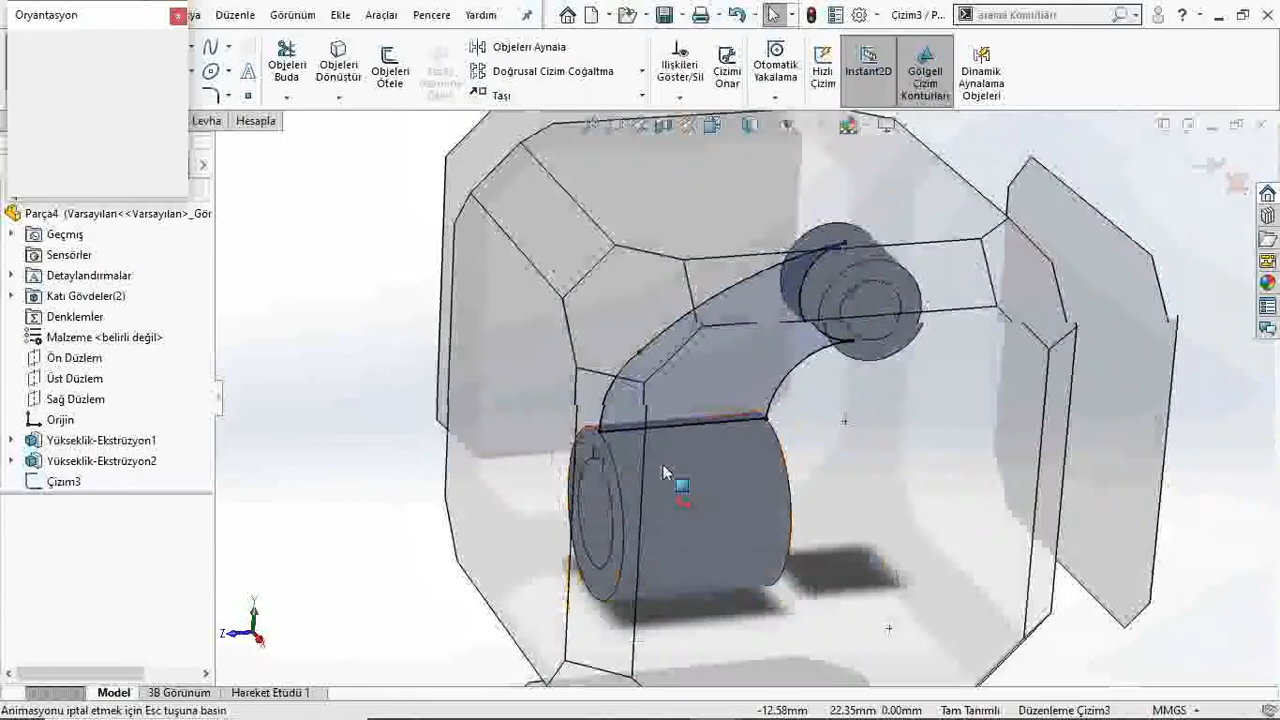 Oryantasyon
Düzenle Görünüm Ekle Araçlar Pencere Yardım
Çizim3 / P...
arama Komutları
Objeleri Buda
Objeleri Dönüştür
Objeleri Ötele
Objeleri Aynala
Doğrusal Çizim Çoğaltma
Taşı
İlişkileri Göster/Sil
Çizimi Onar
Otomatik Yakalama
Hızlı Çizim
Instant2D
Gölgeli Çizim Konturları
Dinamik Aynalama Objeleri
Levha Hesapla
Parça4 (Varsayılan<<Varsayılan>_Gör
Geçmiş
Sensörler
Detaylandırmalar
Katı Gövdeler(2)
Denklemler
Malzeme <belirli değil>
Ön Düzlem
Üst Düzlem
Sağ Düzlem
Orijin
Yükseklik-Ekstrüzyon1
Yükseklik-Ekstrüzyon2
Çizim3
Y
Z
Model 3B Görünüm Hareket Etüdü 1
Animasyonu iptal etmek için Esc tuşuna basın
-12.58mm 22.35mm 0mm Tam Tanımlı Düzenleme Çizim3 MMGS